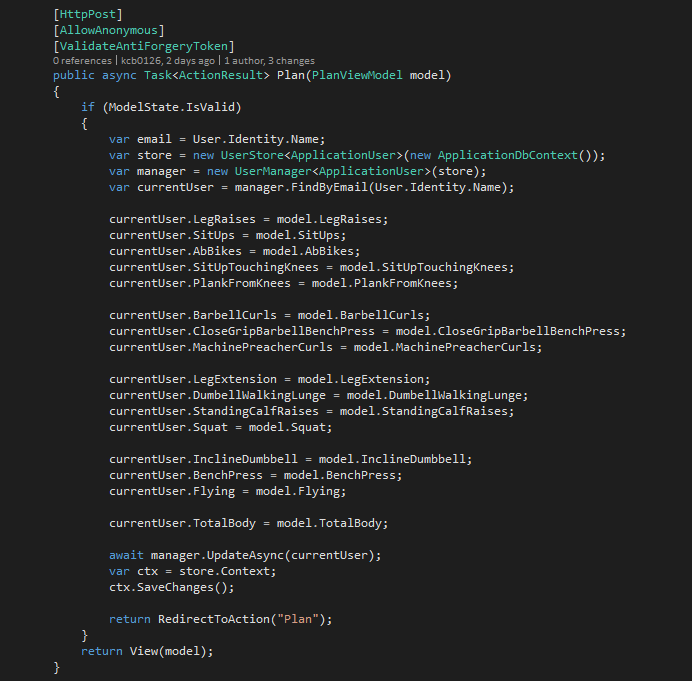 [HttpPost]
[AllowAnonymous]
[ValidateAntiForgeryToken]
0 references | kcb0126, 2 days ago | 1 author, 3 changes
public async Task<ActionResult> Plan(PlanViewModel model)
{
if (ModelState.IsValid)
{
var email = User.Identity.Name;
var store = new UserStore<ApplicationUser>(new ApplicationDbContext());
var manager = new UserManager<ApplicationUser>(store);
var currentUser = manager.FindByEmail(User.Identity.Name);
currentUser.LegRaises = model.LegRaises;
currentUser.SitUps = model.SitUps;
currentUser.AbBikes = model.AbBikes;
currentUser.SitUpTouchingKnees = model.SitUpTouchingKnees;
currentUser.PlankFromKnees = model.PlankFromKnees;
currentUser.BarbellCurls = model.BarbellCurls;
currentUser.CloseGripBarbellBenchPress = model.CloseGripBarbellBenchPress;
currentUser.MachinePreacherCurls = model.MachinePreacherCurls;
currentUser.LegExtension = model.LegExtension;
currentUser.DumbellWalkingLunge = model.DumbellWalkingLunge;
currentUser.StandingCalfRaises = model.StandingCalfRaises;
currentUser.Squat = model.Squat;
currentUser.InclineDumbbell = model.InclineDumbbell;
currentUser.BenchPress = model.BenchPress;
currentUser.Flying = model.Flying;
currentUser.TotalBody = model.TotalBody;
await manager.UpdateAsync(currentUser);
var ctx = store.Context;
ctx.SaveChanges();
return RedirectToAction("Plan");
}
return View(model);
}